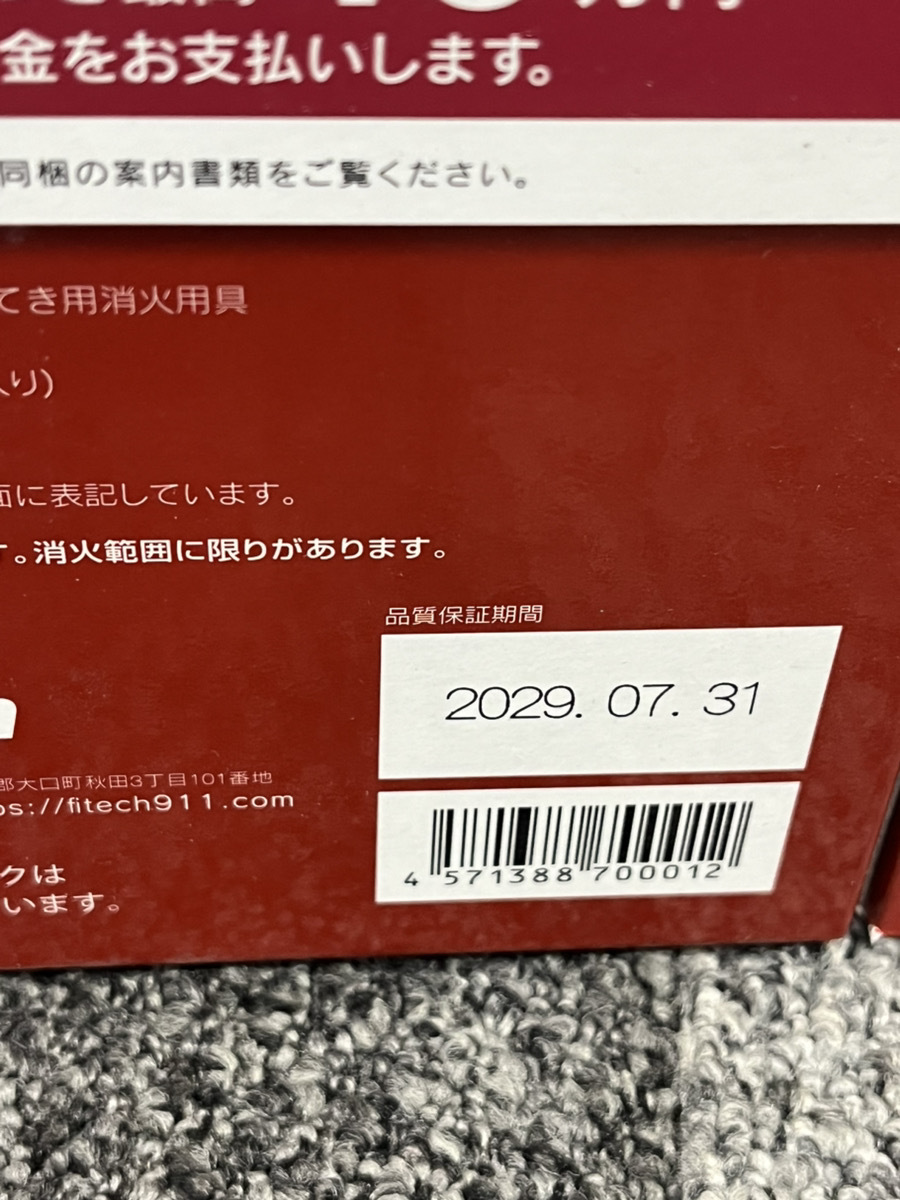 金をお支払いします。
同梱の案内書類をご覧ください。
てき用消火用具
入り)
面に表記しています。
す。消火範囲に限りがあります。
品質保証期間
2029. 07. 31
郡大口町秋田3丁目101番地
ps://fitech911.com
4 571388 700012
クは
います。